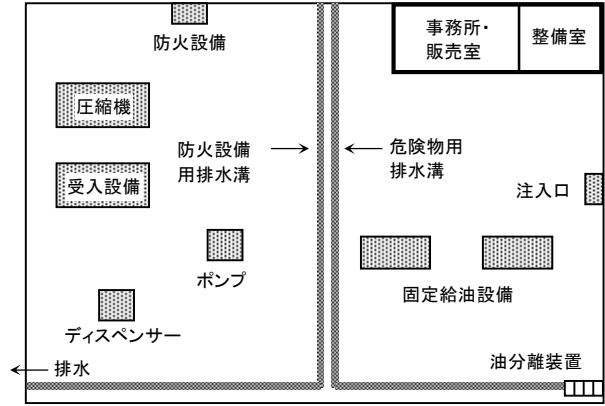 防火設備
事務所・
販売室
整備室
圧縮機
防火設備
用排水溝
危険物用
排水溝
受入設備
注入口
ポンプ
固定給油設備
ディスペンサー
油分離装置
排水